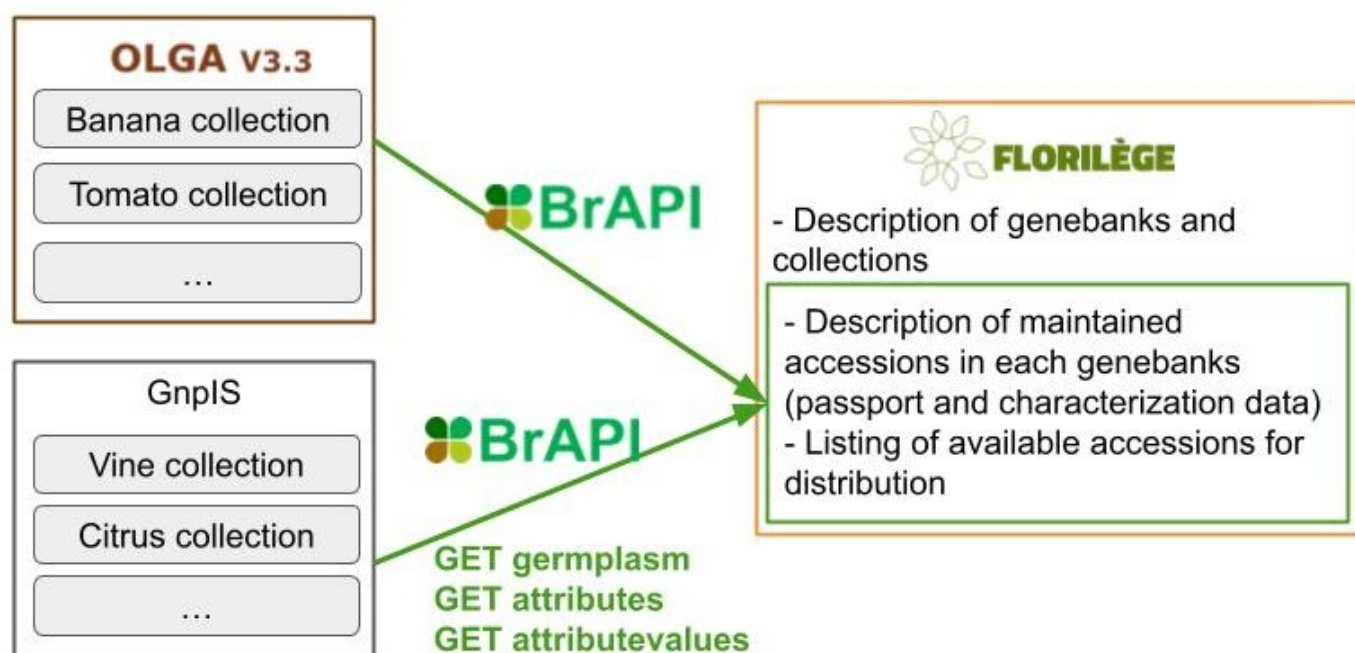 OLGA V3.3
Banana collection
Tomato collection
...
GnpIS
Vine collection
Citrus collection
...
BrAPI
BrAPI
GET germplasm
GET attributes
GET attributevalues
FLORILÈGE
- Description of genebanks and
collections
- Description of maintained
accessions in each genebanks
(passport and characterization data)
- Listing of available accessions for
distribution